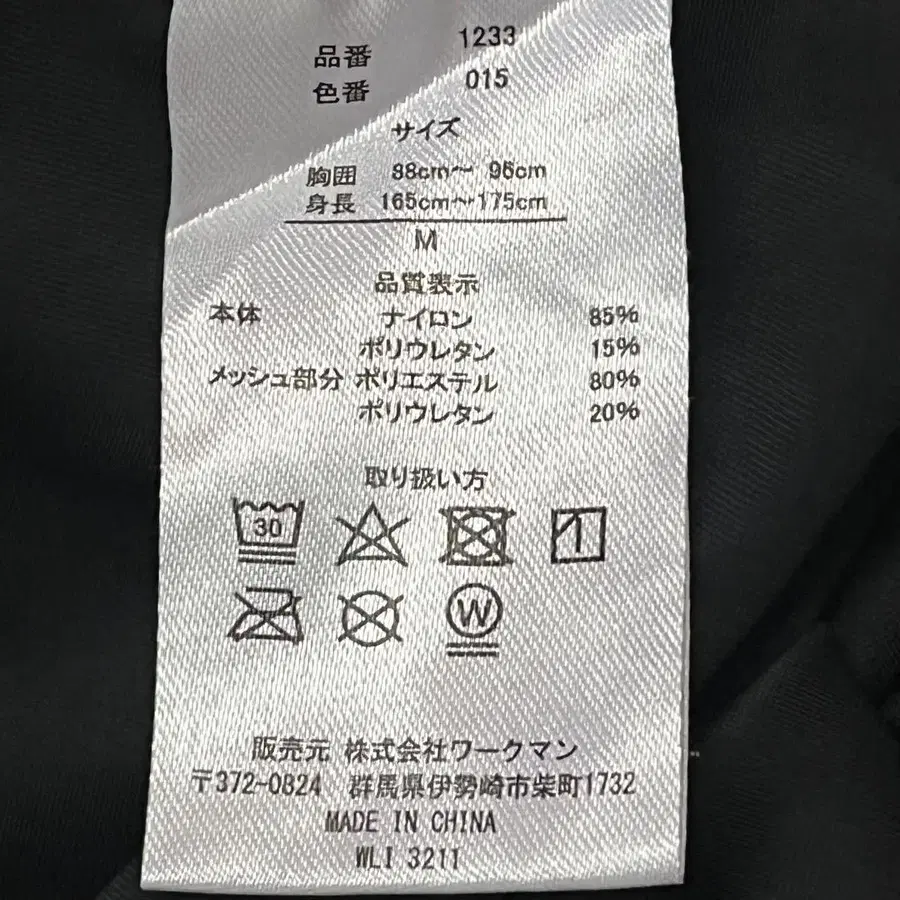 品番 1233
色番 015
サイズ
胸囲 88cm～ 96cm
身長 165cm～175cm
M
品質表示
本体 ナイロン 85%
ポリウレタン 15%
メッシュ部分 ポリエステル 80%
ポリウレタン 20%
取り扱い方
30
1
W
販売元 株式会社ワークマン
〒372-0824 群馬県伊勢崎市柴町1732
MADE IN CHINA
WLI 3211